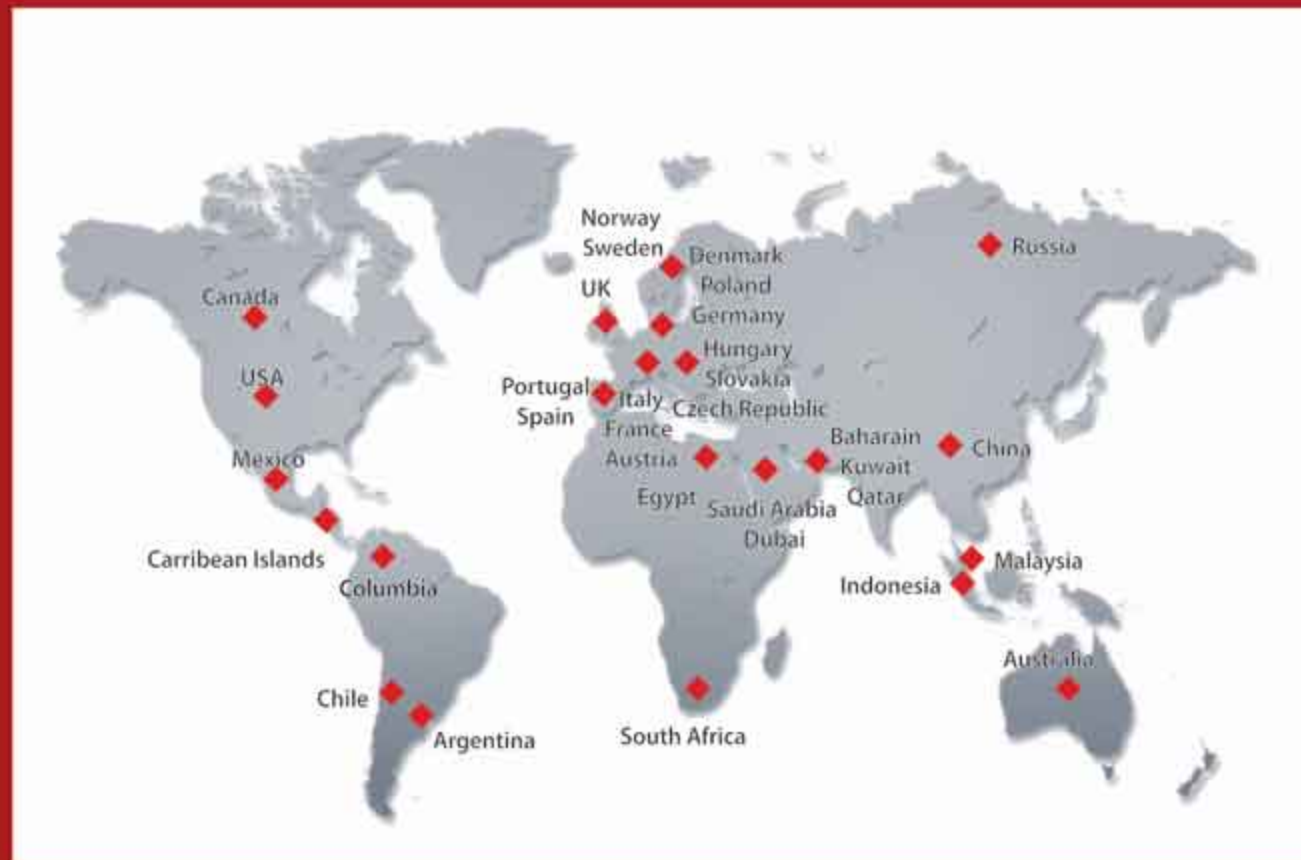 Norway
Sweden
Denmark
Poland
Germany
UK
Russia
Canada
Hungary
Slovakia
Czech Republic
USA
Portugal
Spain
Italy
France
Austria
Egypt
Baharain
Kuwait
Qatar
China
Saudi Arabia
Dubai
Mexico
Carribean Islands
Columbia
Malaysia
Indonesia
Australia
Chile
Argentina
South Africa